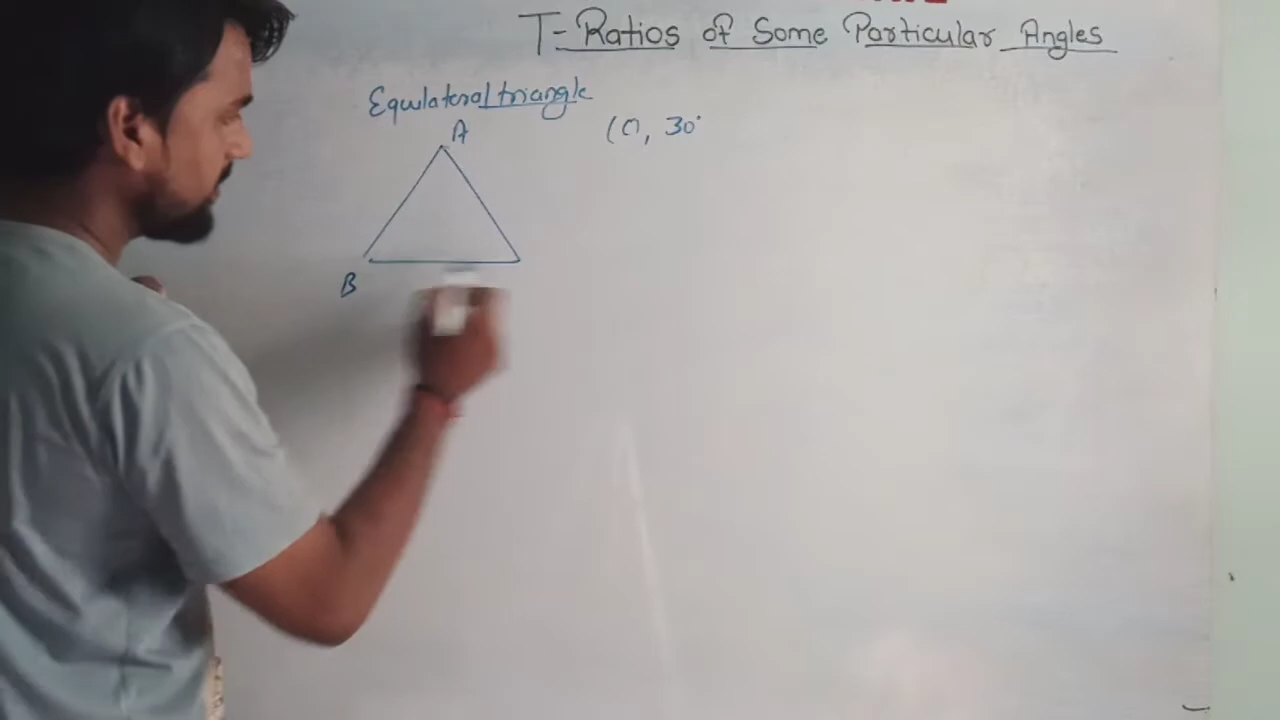 T-Ratios of Some Particular Angles
Equilateral triangle
A
(0, 30°
B